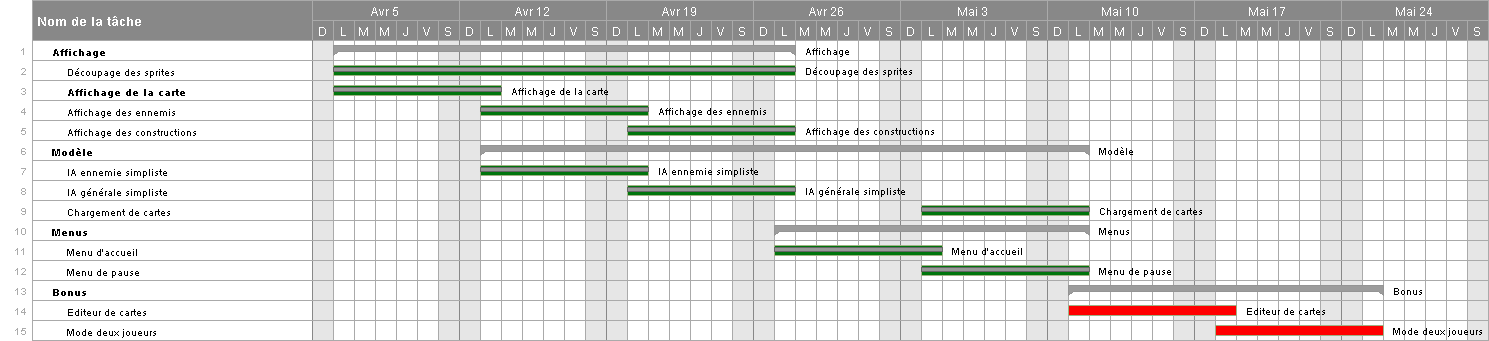 Nom de la tâche
Avr 5 Avr 12 Avr 19 Avr 26 Mai 3 Mai 10 Mai 17 Mai 24
D L M M J V S D L M M J V S D L M M J V S D L M M J V S D L M M J V S D L M M J V S D L M M J V S D L M M J V S
1 Affichage Affichage
2 Découpage des sprites Découpage des sprites
3 Affichage de la carte Affichage de la carte
4 Affichage des ennemis Affichage des ennemis
5 Affichage des constructions Affichage des constructions
6 Modèle Modèle
7 IA ennemie simpliste IA ennemie simpliste
8 IA générale simpliste IA générale simpliste
9 Chargement de cartes Chargement de cartes
10 Menus Menus
11 Menu d'accueil Menu d'accueil
12 Menu de pause Menu de pause
13 Bonus Bonus
14 Editeur de cartes Editeur de cartes
15 Mode deux joueurs Mode deux joueurs